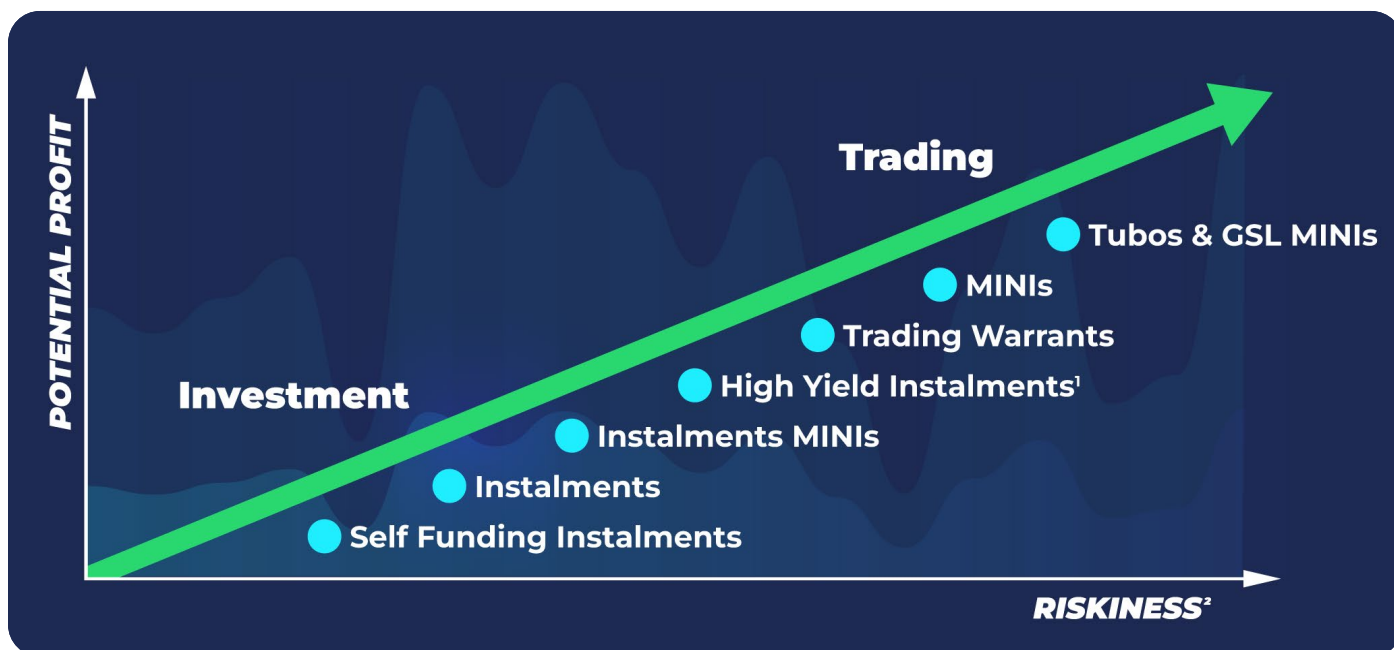 POTENTIAL PROFIT
Trading
Tubos & GSL MINIs
MINIs
Trading Warrants
High Yield Instalments¹
Investment
Instalments MINIs
Instalments
Self Funding Instalments
RISKINESS²